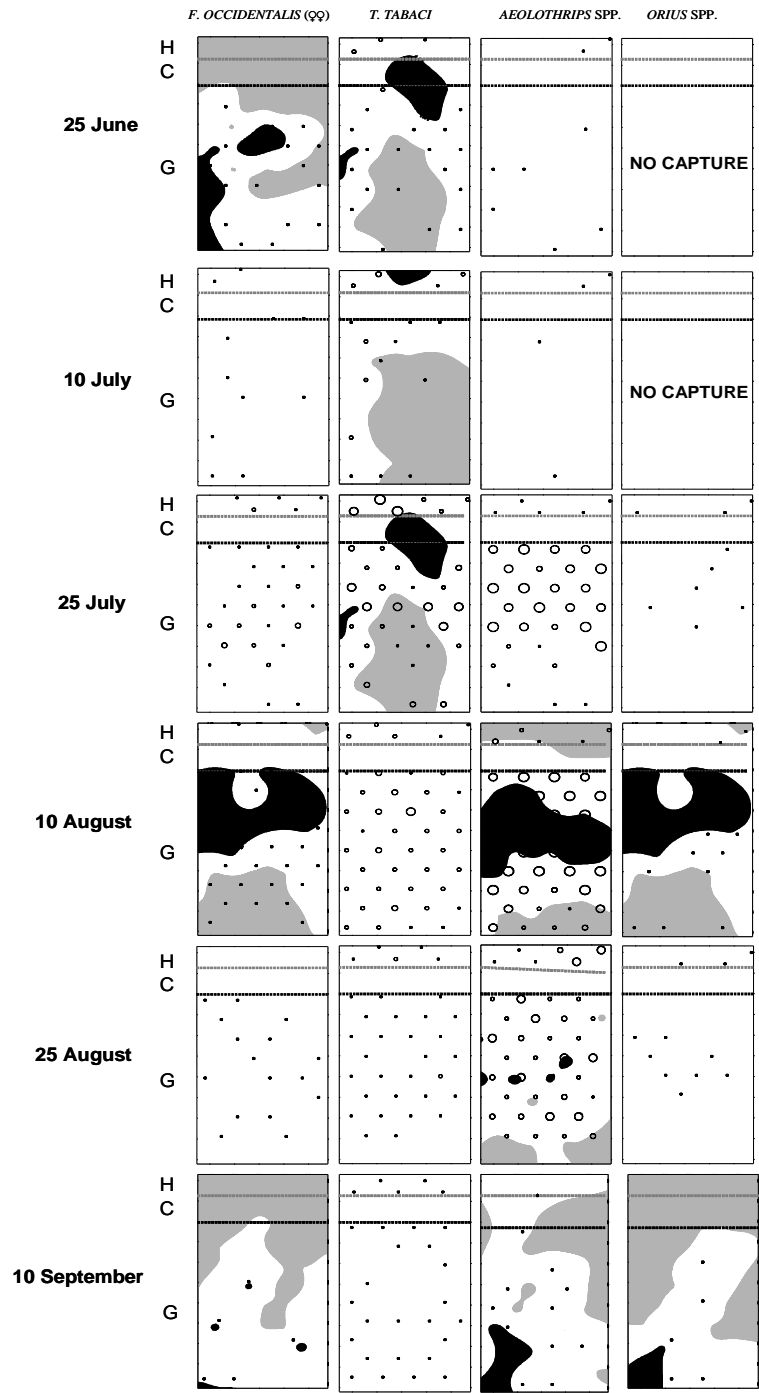 F. OCCIDENTALIS (♀♀) T. TABACI AEOLOTHRIPS SPP. ORIUS SPP.
H
C
25 June
G
NO CAPTURE
H
C
10 July
G
NO CAPTURE
H
C
25 July
G
H
C
10 August
G
H
C
25 August
G
H
C
10 September
G